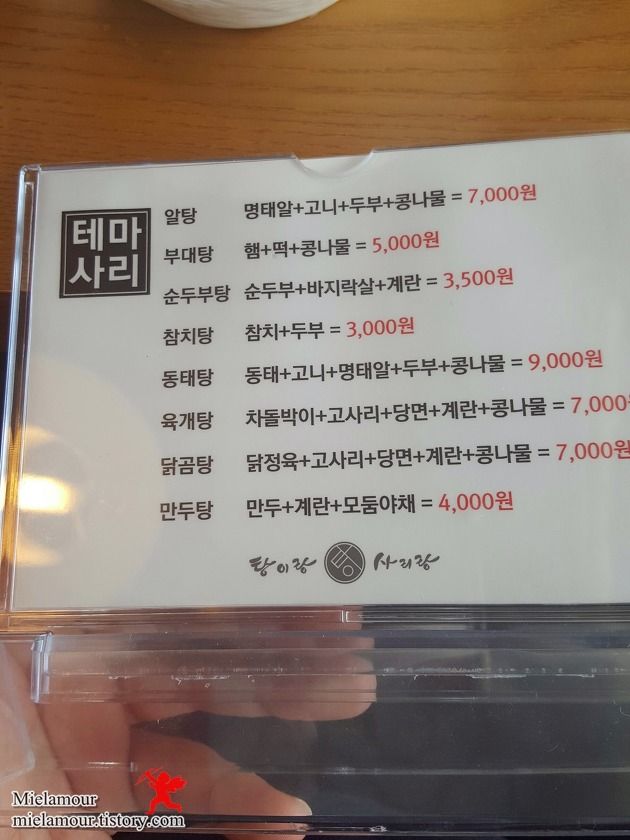 테마
사리
알탕 명태알+고니+두부+콩나물 = 7,000원
부대탕 햄+떡+콩나물 = 5,000원
순두부탕 순두부+바지락살+계란 = 3,500원
참치탕 참치+두부 = 3,000원
동태탕 동태+고니+명태알+두부+콩나물 = 9,000원
육개탕 차돌박이+고사리+당면+계란+콩나물 = 7,000
닭곰탕 닭정육+고사리+당면+계란+콩나물 = 7,000원
만두탕 만두+계란+모둠야채 = 4,000원
탕이랑 사리랑
Mielamour
mielamour.tistory.com